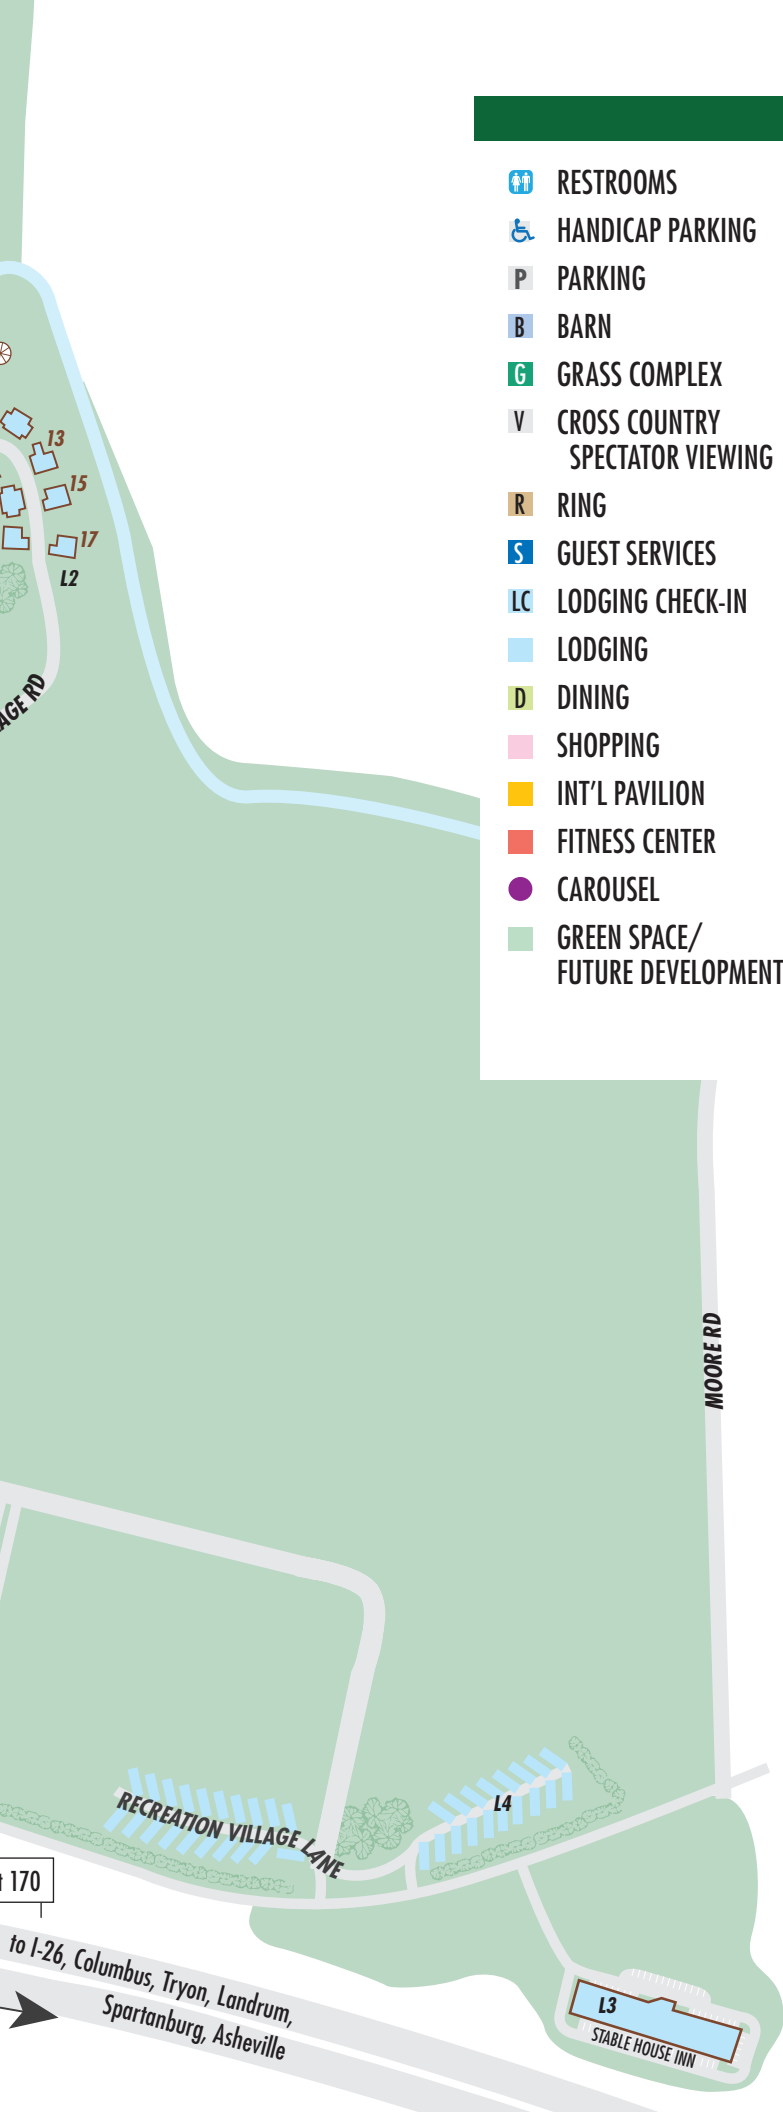 RESTROOMS
HANDICAP PARKING
P PARKING
B BARN
G GRASS COMPLEX
V CROSS COUNTRY
SPECTATOR VIEWING
R RING
S GUEST SERVICES
LC LODGING CHECK-IN
LODGING
D DINING
SHOPPING
INT'L PAVILION
FITNESS CENTER
CAROUSEL
GREEN SPACE/
FUTURE DEVELOPMENT
13
15
17
L2
AGE RD
MOORE RD
RECREATION VILLAGE LANE
L4
170
to I-26, Columbus, Tryon, Landrum,
Spartanburg, Asheville
L3
STABLE HOUSE INN